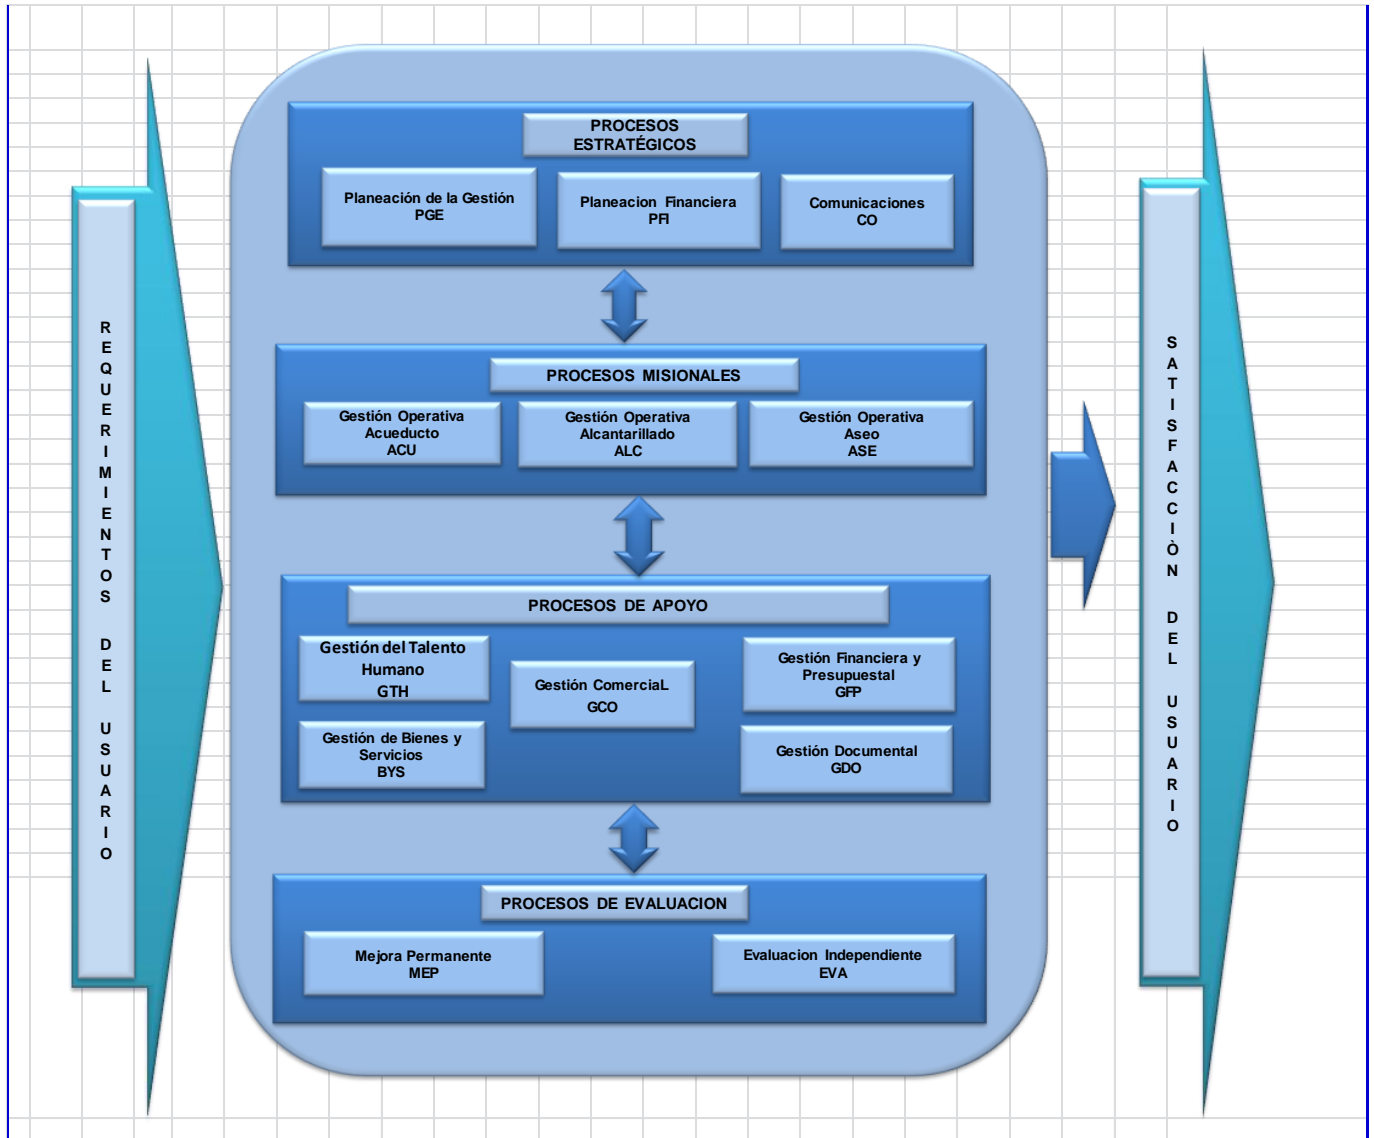 REQUERIMIENTOS DEL USUARIO
PROCESOS
ESTRATÉGICOS
Planeación de la Gestión
PGE
Planeacion Financiera
PFI
Comunicaciones
CO
PROCESOS MISIONALES
Gestión Operativa
Acueducto
ACU
Gestión Operativa
Alcantarillado
ALC
Gestión Operativa
Aseo
ASE
PROCESOS DE APOYO
Gestión del Talento
Humano
GTH
Gestión ComerciaL
GCO
Gestión Financiera y
Presupuestal
GFP
Gestión de Bienes y
Servicios
BYS
Gestión Documental
GDO
PROCESOS DE EVALUACION
Mejora Permanente
MEP
Evaluacion Independiente
EVA
SATISFACCCIÒN DEL USUARIO